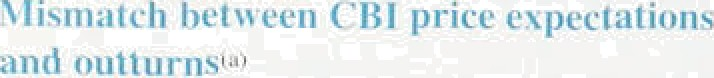 Mismatch between CBI price expectations
and outturns(a)